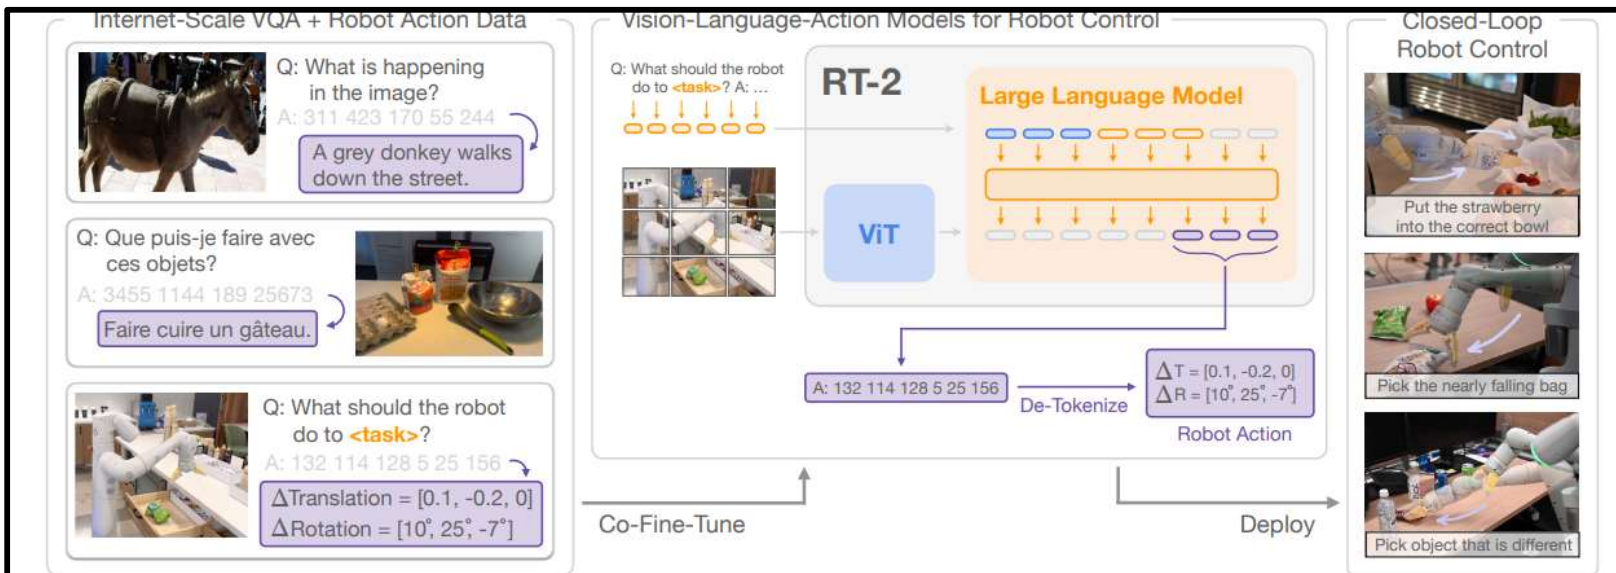 Internet-Scale VQA + Robot Action Data
Q: What is happening
in the image?
A: 311 423 170 55 244
A grey donkey walks
down the street.
Q: Que puis-je faire avec
ces objets?
A: 3455 1144 189 25673
Faire cuire un gâteau.
Q: What should the robot
do to <task>?
A: 132 114 128 5 25 156
ΔTranslation = [0.1, -0.2, 0]
ΔRotation = [10°, 25°, -7°]
Co-Fine-Tune
Vision-Language-Action Models for Robot Control
Q: What should the robot
do to <task>? A: ...
RT-2
Large Language Model
ViT
A: 132 114 128 5 25 156
De-Tokenize
ΔT = [0.1, -0.2, 0]
ΔR = [10°, 25°, -7°]
Robot Action
Deploy
Closed-Loop
Robot Control
Put the strawberry
into the correct bowl
Pick the nearly falling bag
Pick object that is different